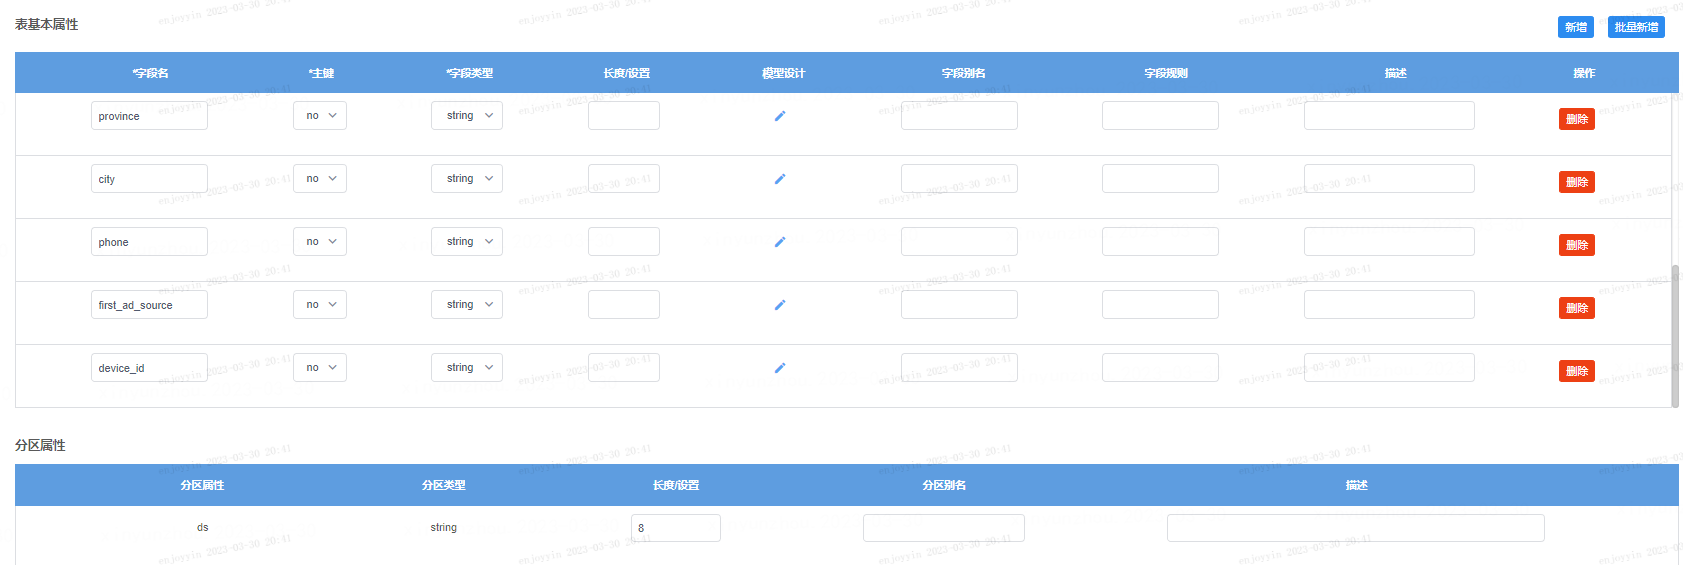 表基本属性 新增 批量新增
*字段名 *主键 *字段类型 长度/设置 模型设计 字段别名 字段规则 描述 操作
province no string 删除
city no string 删除
phone no string 删除
first_ad_source no string 删除
device_id no string 删除
分区属性
分区属性 分区类型 长度/设置 分区别名 描述
ds string 8
enjoyyin 2023-03-30 20:41